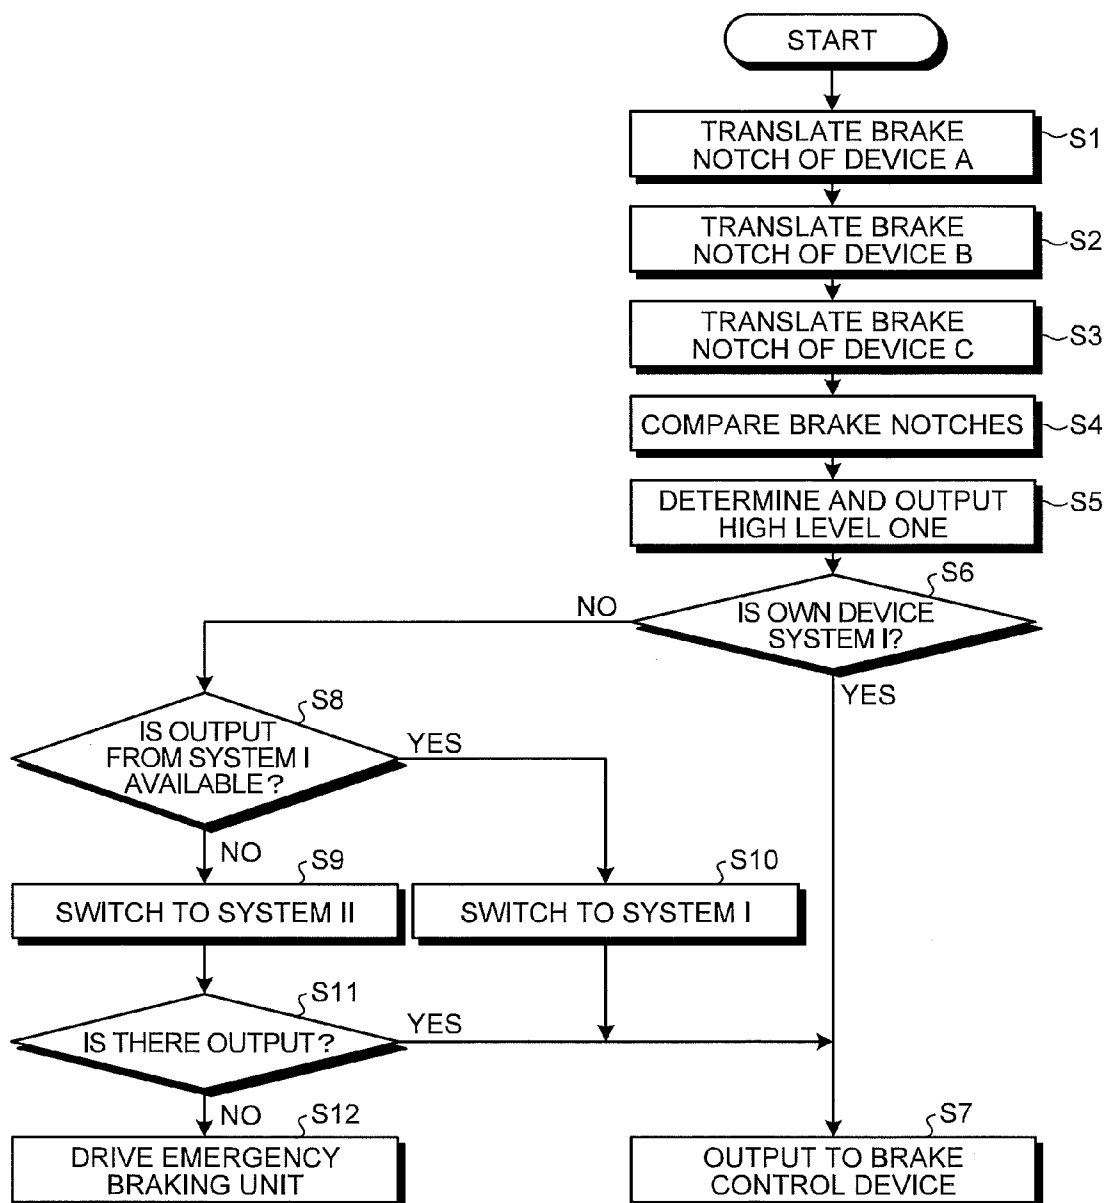 START
TRANSLATE BRAKE
NOTCH OF DEVICE A
S1
TRANSLATE BRAKE
NOTCH OF DEVICE B
S2
TRANSLATE BRAKE
NOTCH OF DEVICE C
S3
COMPARE BRAKE NOTCHES
S4
DETERMINE AND OUTPUT
HIGH LEVEL ONE
S5
S6
IS OWN DEVICE
SYSTEM I?
NO
YES
S8
IS OUTPUT
FROM SYSTEM I
AVAILABLE?
YES
NO
S9
SWITCH TO SYSTEM II
S10
SWITCH TO SYSTEM I
S11
IS THERE OUTPUT?
YES
NO
S12
DRIVE EMERGENCY
BRAKING UNIT
S7
OUTPUT TO BRAKE
CONTROL DEVICE